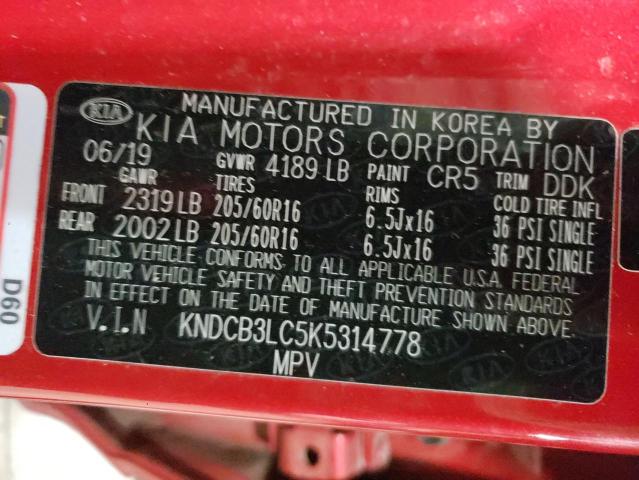 KIA MANUFACTURED IN KOREA BY
KIA MOTORS CORPORATION
06/19 GVWR 4189 LB PAINT CR5 TRIM DDK
GAWR TIRES RIMS COLD TIRE INFL
FRONT 2319 LB 205/60R16 6.5Jx16 36 PSI SINGLE
REAR 2002 LB 205/60R16 6.5Jx16 36 PSI SINGLE
THIS VEHICLE CONFORMS TO ALL APPLICABLE U.S.A. FEDERAL
MOTOR VEHICLE SAFETY AND THEFT PREVENTION STANDARDS
IN EFFECT ON THE DATE OF MANUFACTURE SHOWN ABOVE.
V.I.N KNDCB3LC5K5314778
MPV
D60